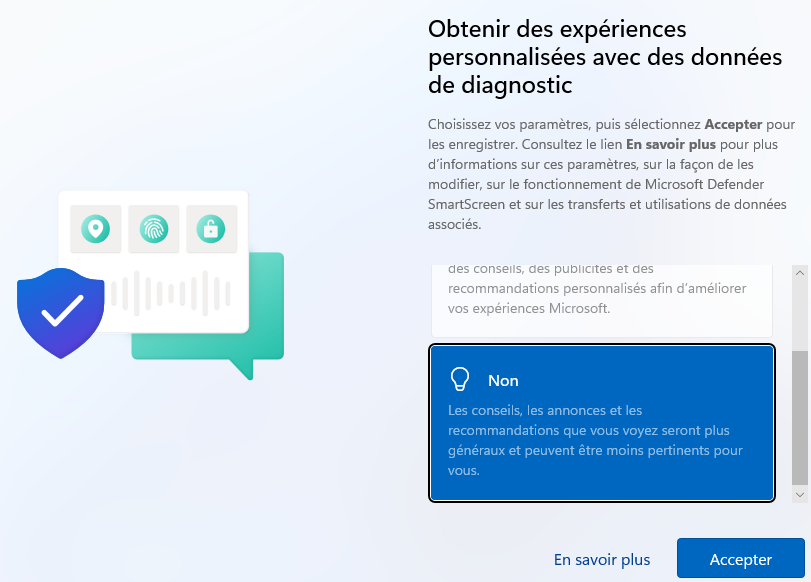 Obtenir des expériences
personnalisées avec des données
de diagnostic
Choisissez vos paramètres, puis sélectionnez Accepter pour
les enregistrer. Consultez le lien En savoir plus pour plus
d’informations sur ces paramètres, sur la façon de les
modifier, sur le fonctionnement de Microsoft Defender
SmartScreen et sur les transferts et utilisations de données
associés.
des conseils, des publicités et des
recommandations personnalisés afin d’améliorer
vos expériences Microsoft.
Non
Les conseils, les annonces et les
recommandations que vous voyez seront plus
généraux et peuvent être moins pertinents pour
vous.
En savoir plus
Accepter